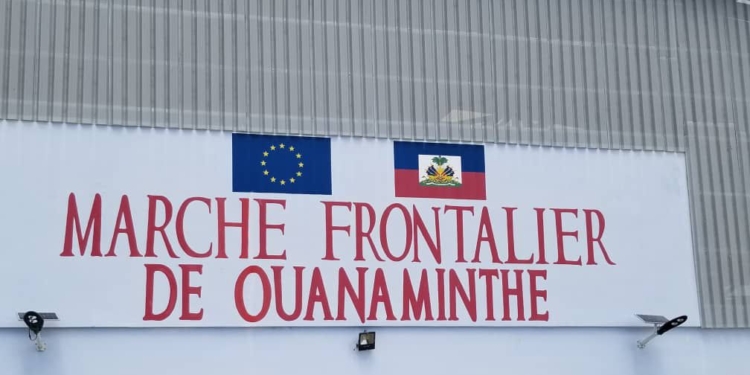 MARCHE FRONTALIER
DE OUANAMINTHE